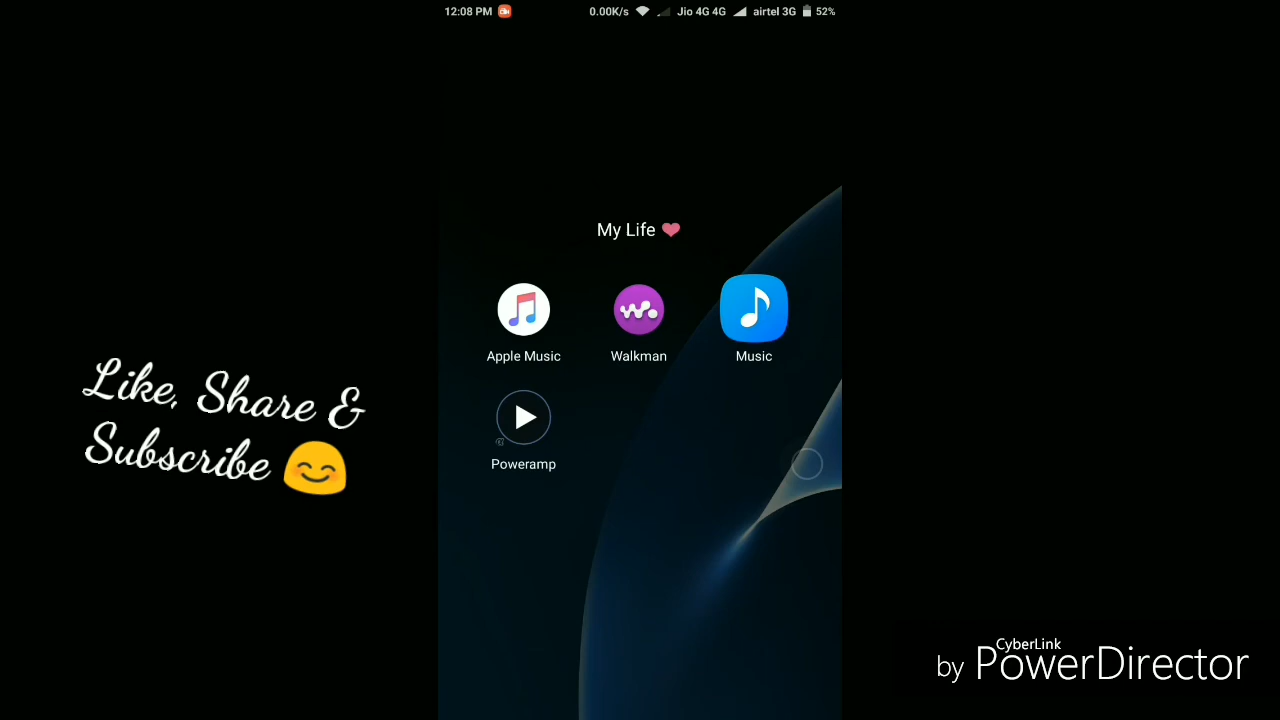 12:08 PM 0.00K/s Jio 4G 4G airtel 3G 52%
My Life ❤
Apple Music Walkman Music
Poweramp
Like, Share &
Subscribe 😊
CyberLink
by PowerDirector